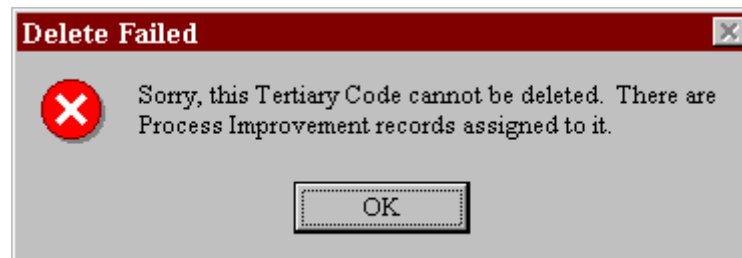 Delete Failed
Sorry, this Tertiary Code cannot be deleted.  There are
Process Improvement records assigned to it.
OK